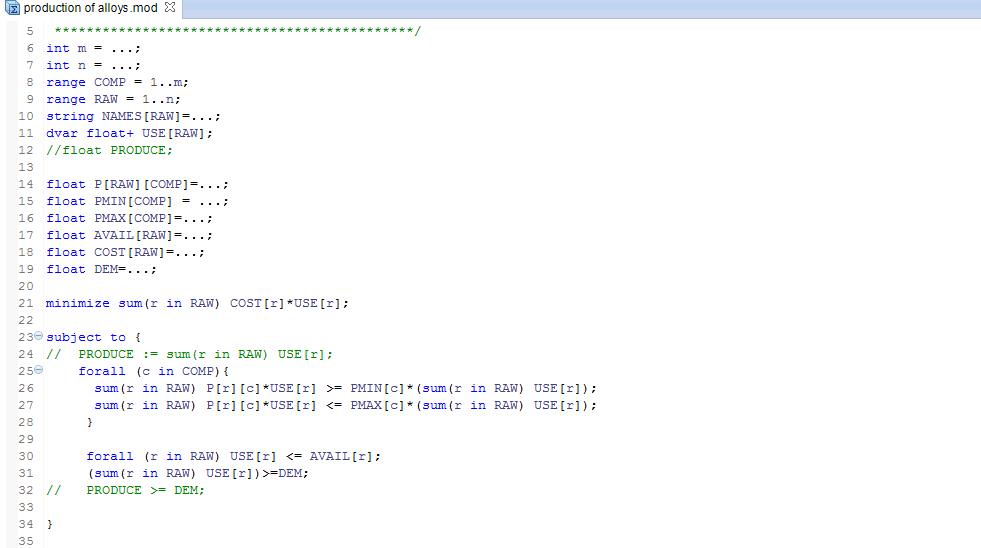 production of alloys.mod
5 *********************************************/
6 int m = ...;
7 int n = ...;
8 range COMP = 1..m;
9 range RAW = 1..n;
10 string NAMES[RAW]=...;
11 dvar float+ USE[RAW];
12 //float PRODUCE;
13
14 float P[RAW][COMP]=...;
15 float PMIN[COMP] = ...;
16 float PMAX[COMP]=...;
17 float AVAIL[RAW]=...;
18 float COST[RAW]=...;
19 float DEM=...;
20
21 minimize sum(r in RAW) COST[r]*USE[r];
22
23 subject to {
24 //  PRODUCE := sum(r in RAW) USE[r];
25     forall (c in COMP){
26       sum(r in RAW) P[r][c]*USE[r] >= PMIN[c]*(sum(r in RAW) USE[r]);
27       sum(r in RAW) P[r][c]*USE[r] <= PMAX[c]*(sum(r in RAW) USE[r]);
28      }
29
30      forall (r in RAW) USE[r] <= AVAIL[r];
31      (sum(r in RAW) USE[r])>=DEM;
32 //   PRODUCE >= DEM;
33
34 }
35